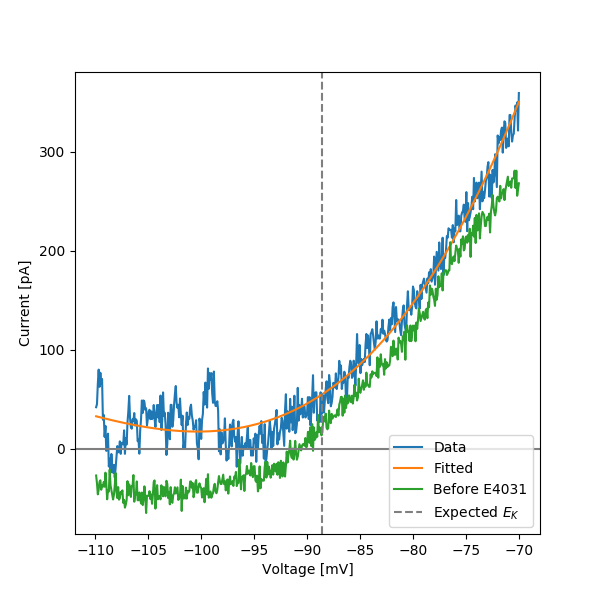 300
200
100
0
Current [pA]
−110 −105 −100 −95 −90 −85 −80 −75 −70
Voltage [mV]
Data
Fitted
Before E4031
Expected E_K